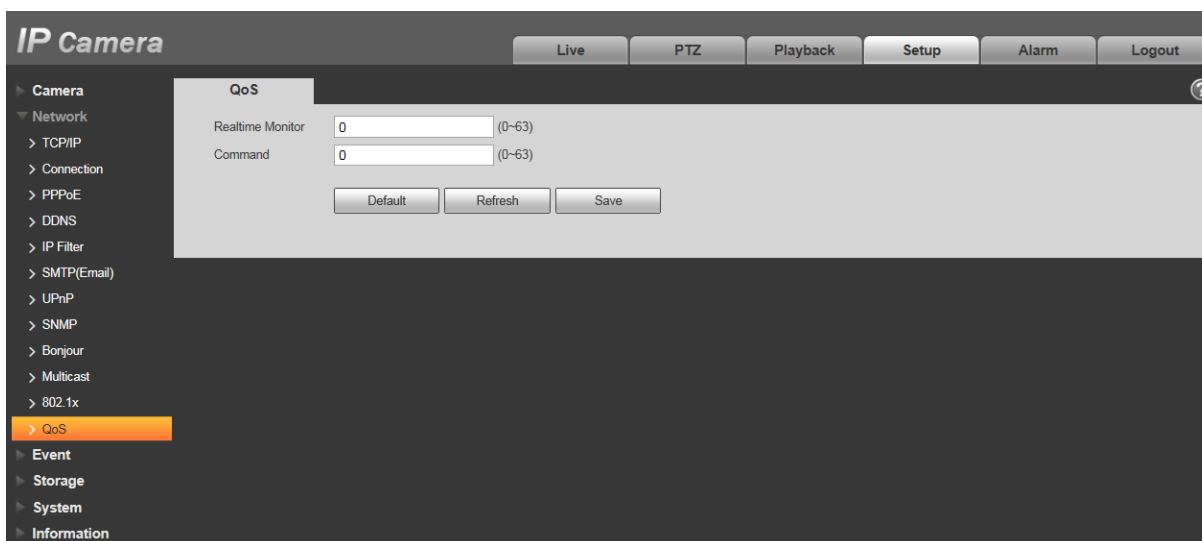 IP Camera
Live PTZ Playback Setup Alarm Logout
Camera
Network
TCP/IP
Connection
PPPoE
DDNS
IP Filter
SMTP(Email)
UPnP
SNMP
Bonjour
Multicast
802.1x
QoS
Event
Storage
System
Information
QoS
?
Realtime Monitor 0 (0~63)
Command 0 (0~63)
Default Refresh Save